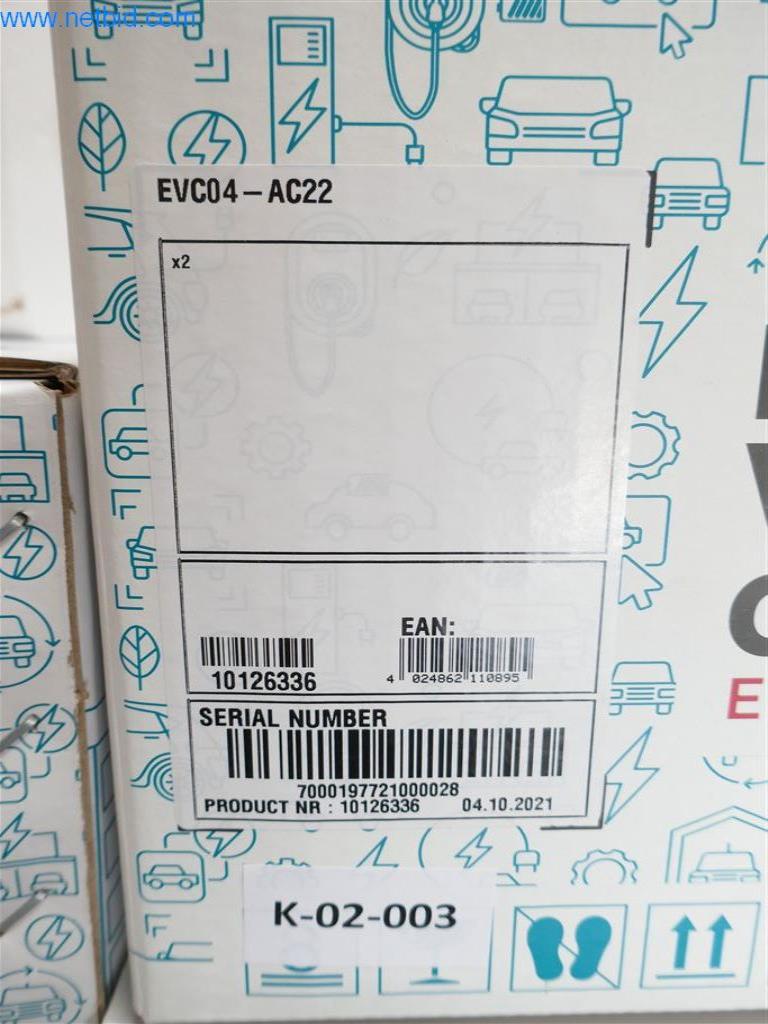 www.netbid.com
EVC04-AC22
x2
EAN:
10126336
4 024862 110895
SERIAL NUMBER
7000197721000028
PRODUCT NR : 10126336 04.10.2021
E
K-02-003